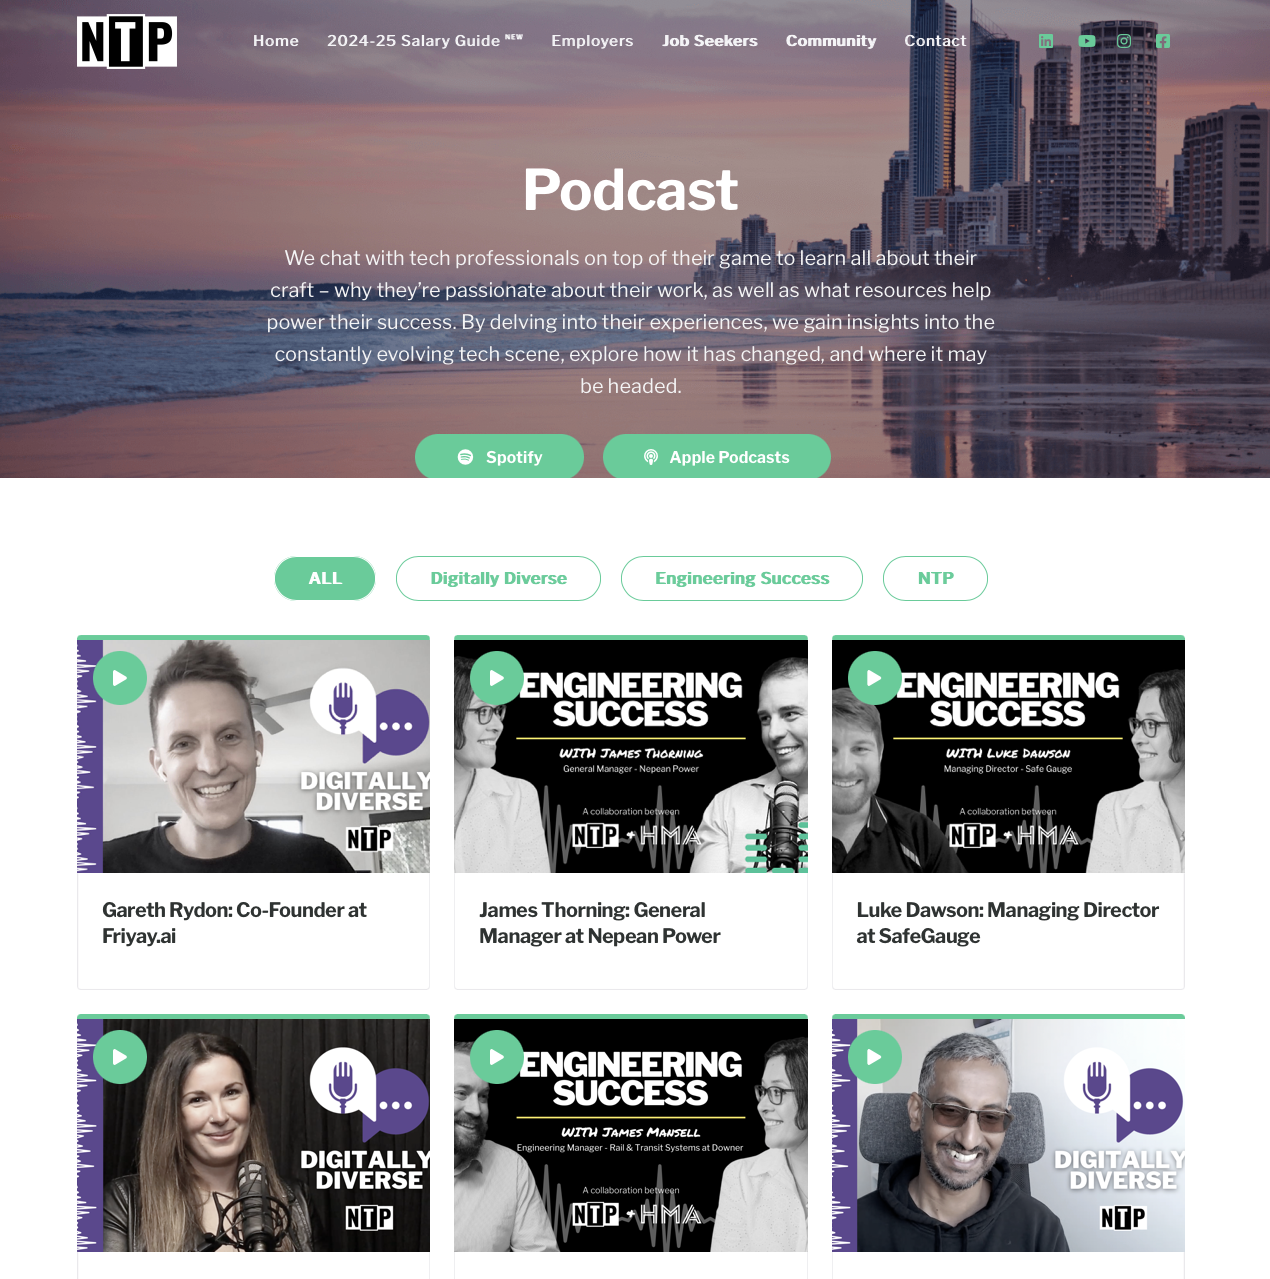 NTP
Home
2024-25 Salary Guide NEW
Employers
Job Seekers
Community
Contact
Podcast
We chat with tech professionals on top of their game to learn all about their
craft – why they’re passionate about their work, as well as what resources help
power their success. By delving into their experiences, we gain insights into the
constantly evolving tech scene, explore how it has changed, and where it may
be headed.
Spotify
Apple Podcasts
ALL
Digitally Diverse
Engineering Success
NTP
DIGITALLY
DIVERSE
NTP
Gareth Rydon: Co-Founder at
Friyay.ai
ENGINEERING
SUCCESS
WITH JAMES THORNING
General Manager - Nepean Power
A collaboration between
NTP + HMA
James Thorning: General
Manager at Nepean Power
ENGINEERING
SUCCESS
WITH LUKE DAWSON
Managing Director - Safe Gauge
A collaboration between
NTP + HMA
Luke Dawson: Managing Director
at SafeGauge
DIGITALLY
DIVERSE
NTP
ENGINEERING
SUCCESS
WITH JAMES MANSELL
Engineering Manager - Rail & Transit Systems at Downer
A collaboration between
NTP + HMA
DIGITALLY
DIVERSE
NTP